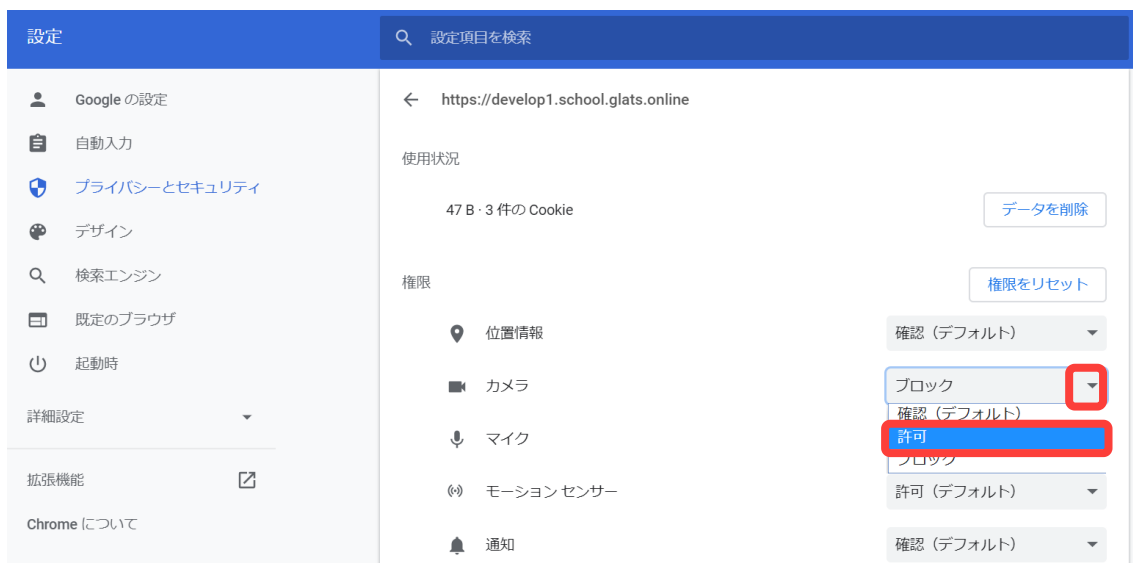 設定
設定項目を検索
Google の設定
自動入力
プライバシーとセキュリティ
デザイン
検索エンジン
既定のブラウザ
起動時
詳細設定
拡張機能
Chrome について
https://develop1.school.glats.online
使用状況
47 B · 3 件の Cookie
データを削除
権限
権限をリセット
位置情報
確認（デフォルト）
カメラ
ブロック
確認（デフォルト）
許可
ブロック
マイク
モーション センサー
許可（デフォルト）
通知
確認（デフォルト）